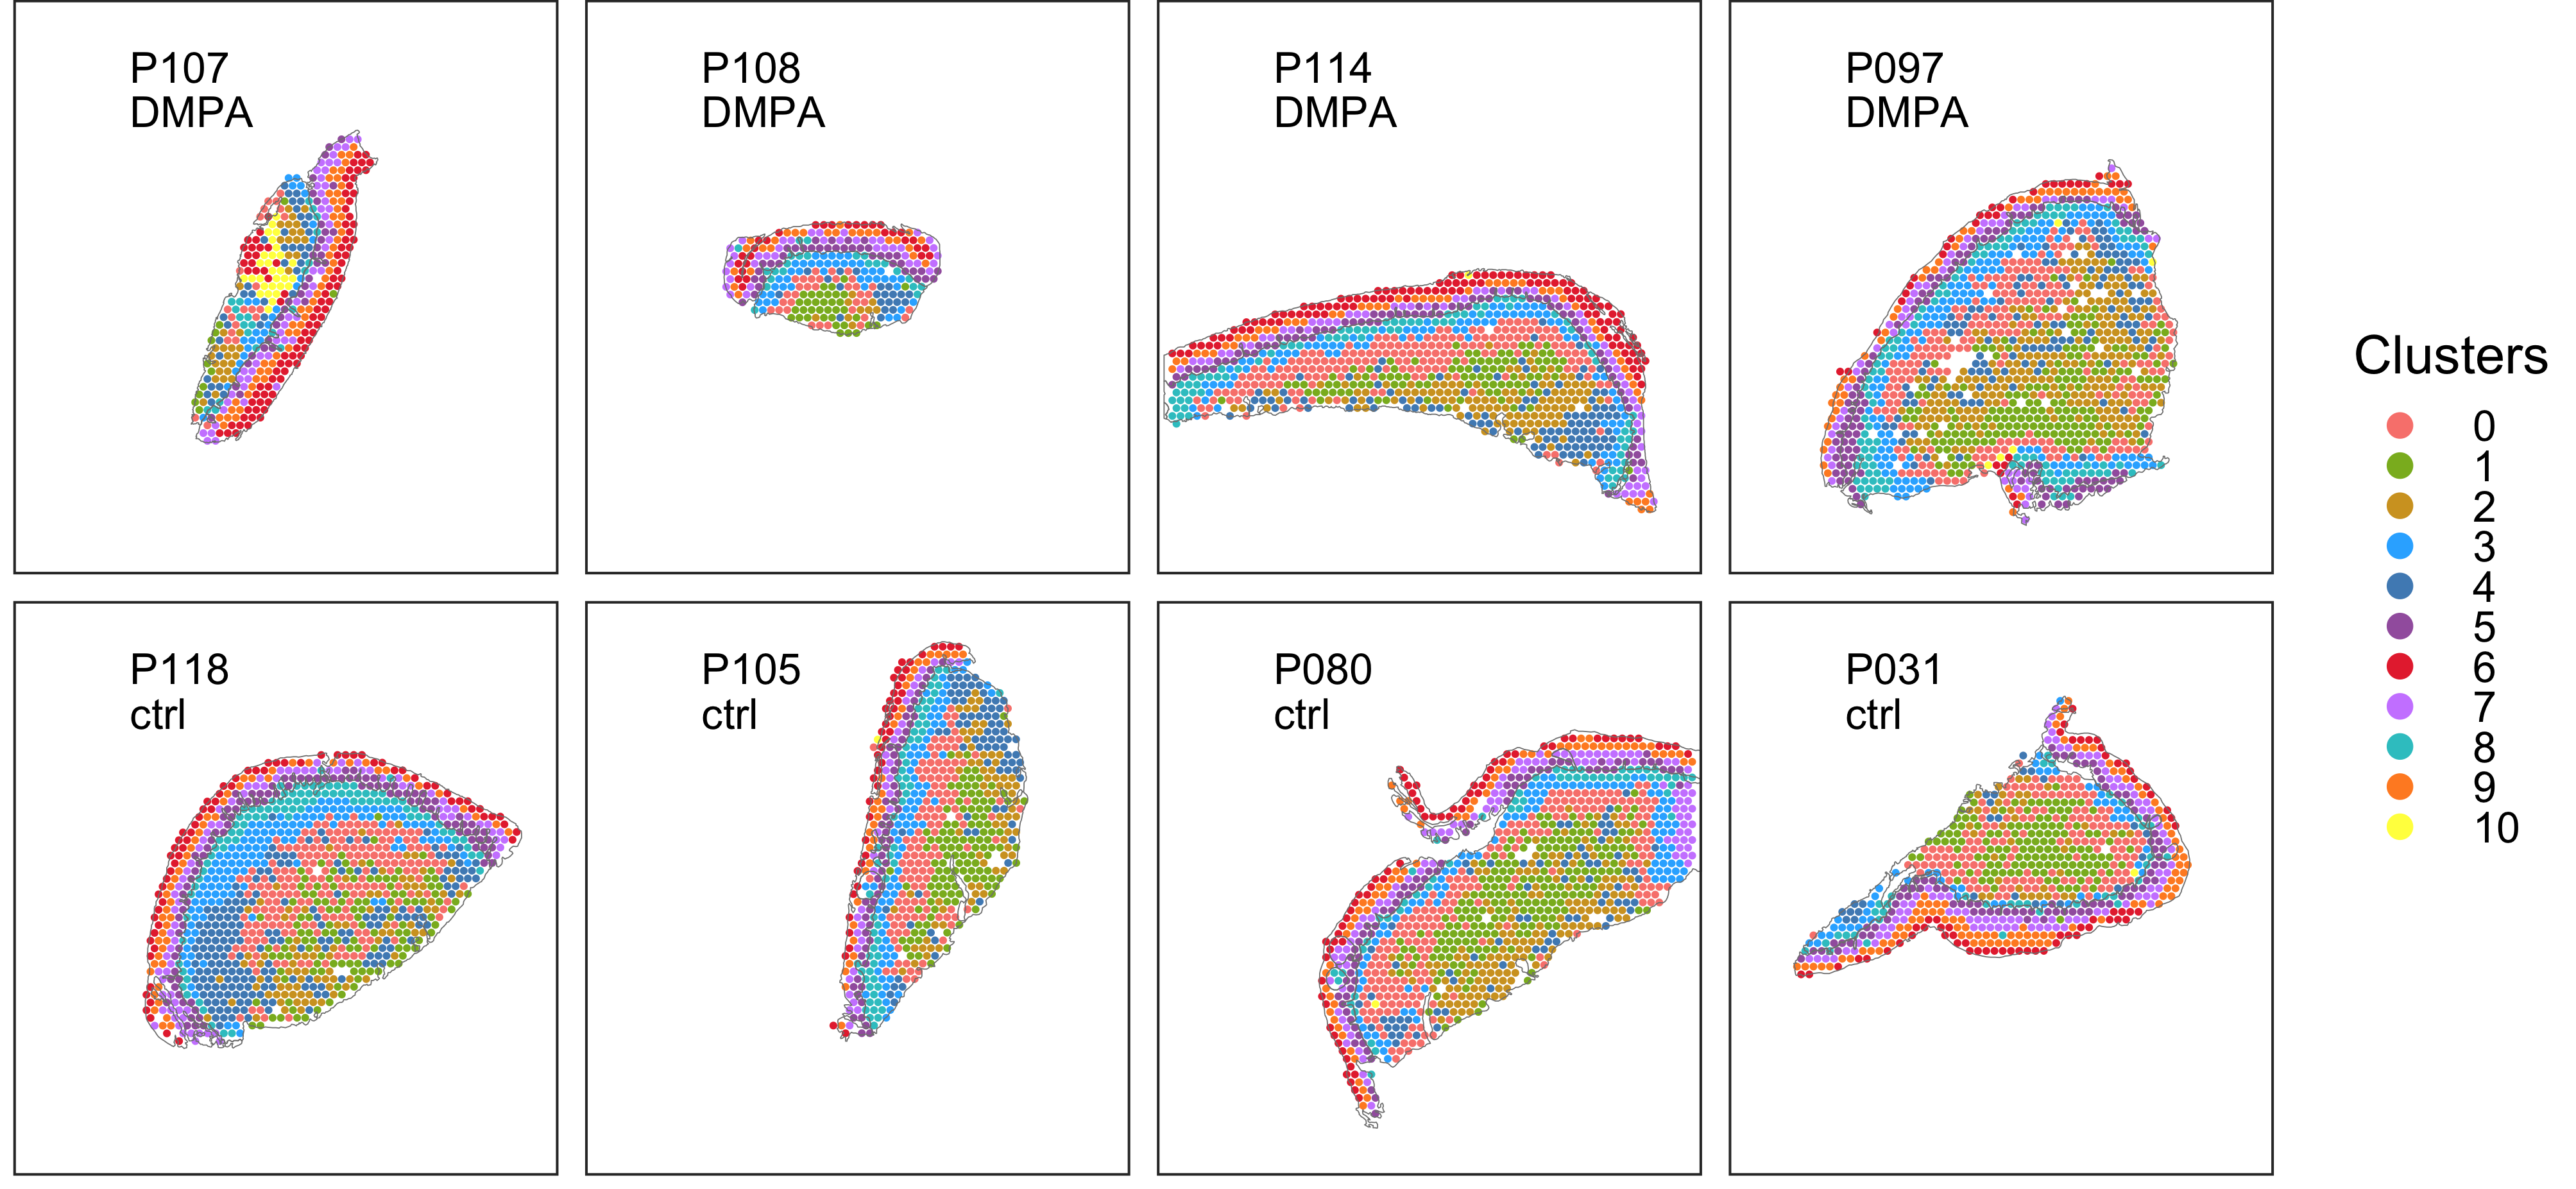 P107
DMPA
P108
DMPA
P114
DMPA
P097
DMPA
P118
ctrl
P105
ctrl
P080
ctrl
P031
ctrl
Clusters
0
1
2
3
4
5
6
7
8
9
10